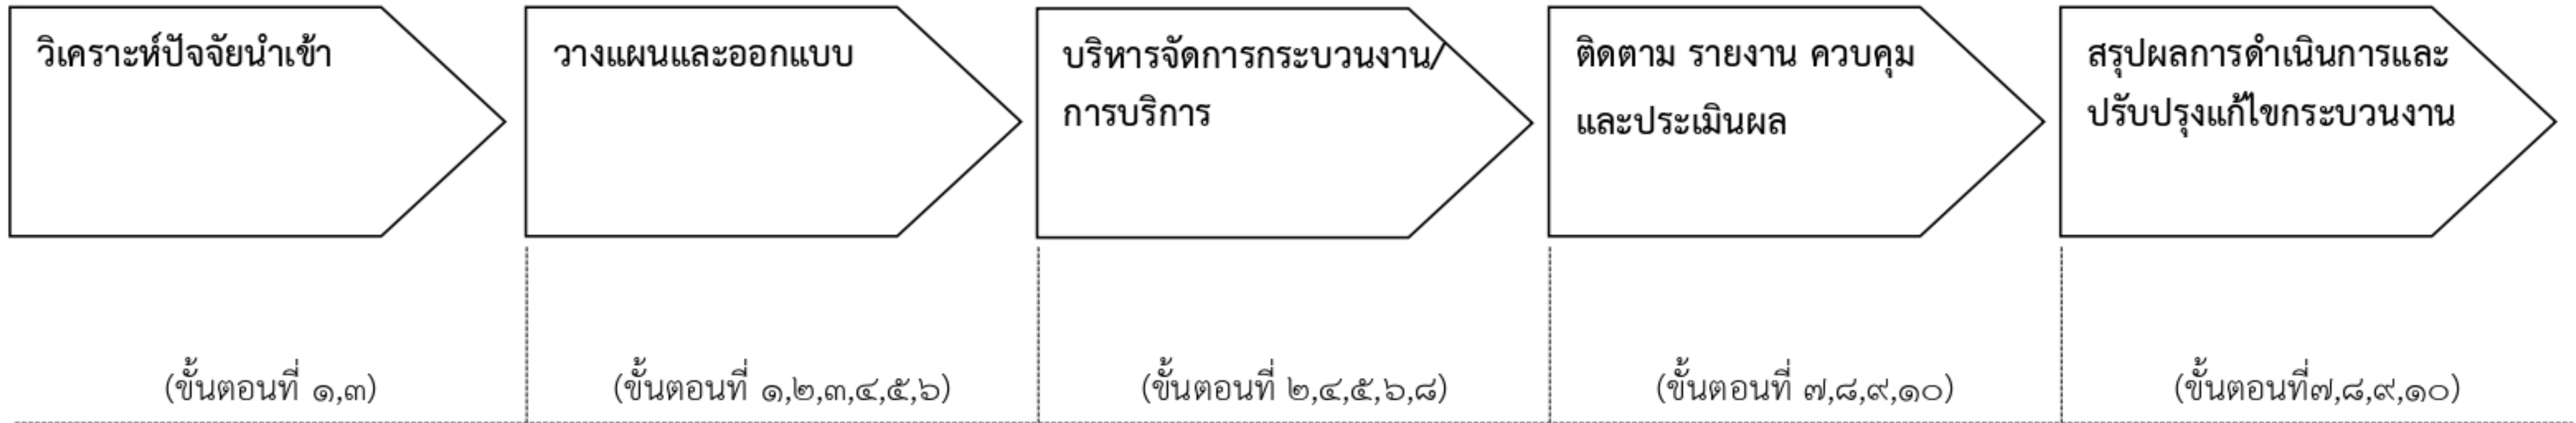 วิเคราะห์ปัจจัยนำเข้า
วางแผนและออกแบบ
บริหารจัดการกระบวนงาน/
การบริการ
ติดตาม รายงาน ควบคุม
และประเมินผล
สรุปผลการดำเนินการและ
ปรับปรุงแก้ไขกระบวนงาน
(ขั้นตอนที่ ๑,๓)
(ขั้นตอนที่ ๑,๒,๓,๔,๕,๖)
(ขั้นตอนที่ ๒,๔,๕,๖,๘)
(ขั้นตอนที่ ๗,๘,๙,๑๐)
(ขั้นตอนที่๗,๘,๙,๑๐)